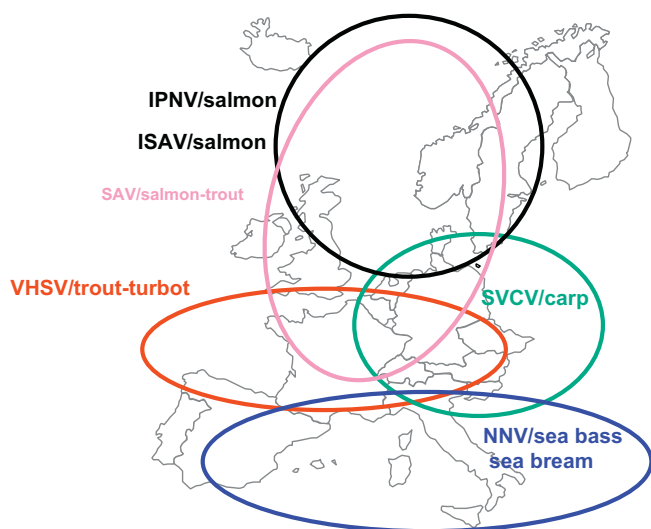 IPNV/salmon
ISAV/salmon
SAV/salmon-trout
VHSV/trout-turbot
SVCV/carp
NNV/sea bass
sea bream